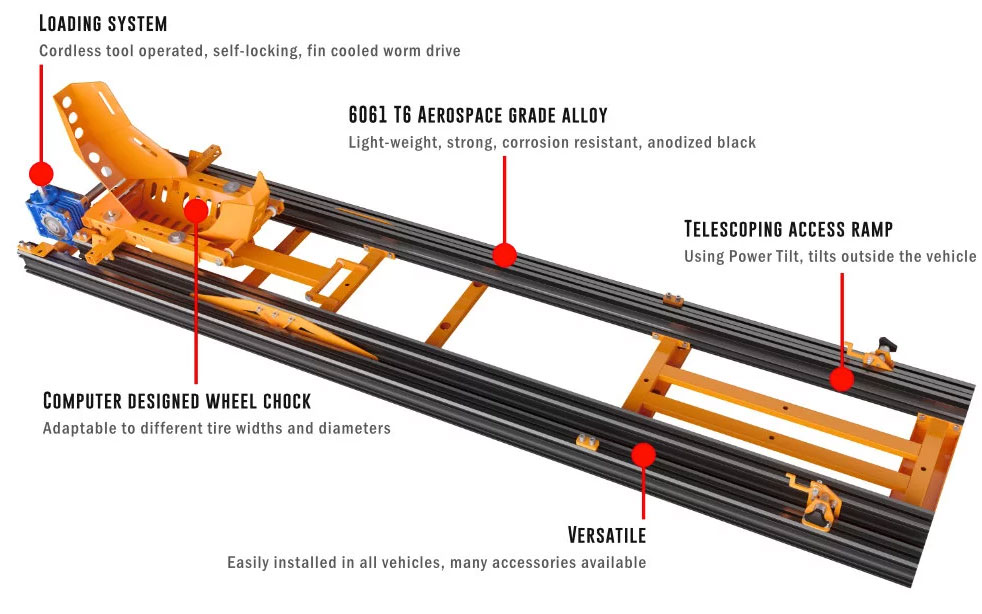 Loading system
Cordless tool operated, self-locking, fin cooled worm drive
6061 T6 Aerospace grade alloy
Light-weight, strong, corrosion resistant, anodized black
Telescoping access ramp
Using Power Tilt, tilts outside the vehicle
Computer designed wheel chock
Adaptable to different tire widths and diameters
Versatile
Easily installed in all vehicles, many accessories available